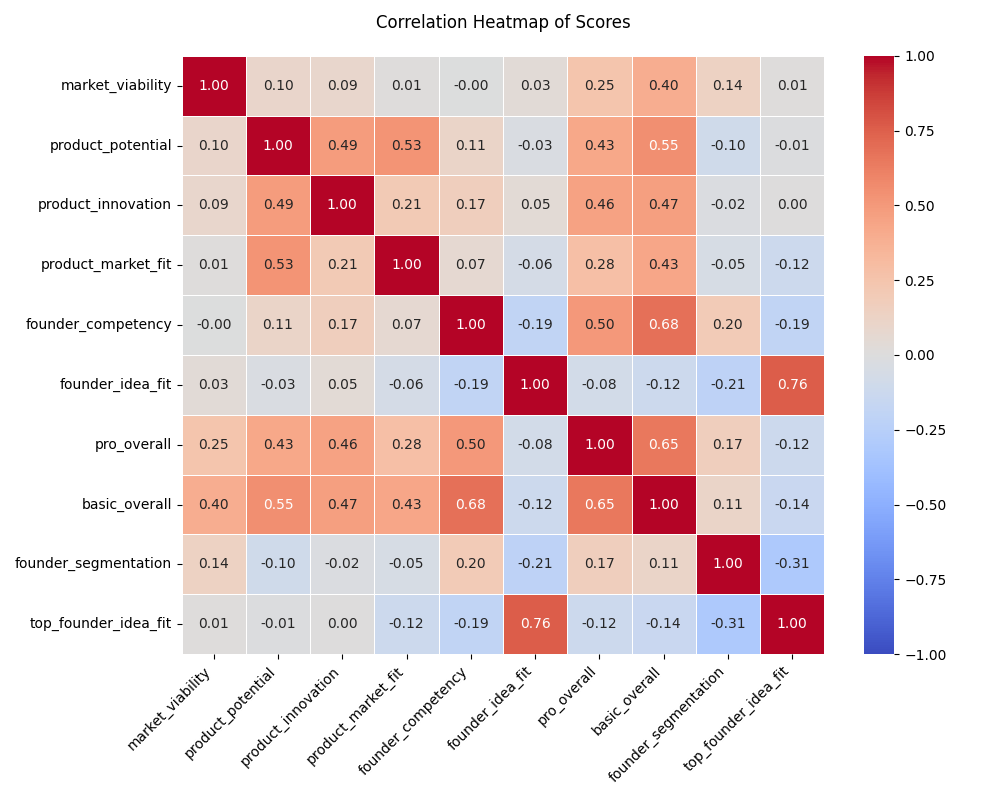 Correlation Heatmap of Scores
market_viability 1.00 0.10 0.09 0.01 -0.00 0.03 0.25 0.40 0.14 0.01
product_potential 0.10 1.00 0.49 0.53 0.11 -0.03 0.43 0.55 -0.10 -0.01
product_innovation 0.09 0.49 1.00 0.21 0.17 0.05 0.46 0.47 -0.02 0.00
product_market_fit 0.01 0.53 0.21 1.00 0.07 -0.06 0.28 0.43 -0.05 -0.12
founder_competency -0.00 0.11 0.17 0.07 1.00 -0.19 0.50 0.68 0.20 -0.19
founder_idea_fit 0.03 -0.03 0.05 -0.06 -0.19 1.00 -0.08 -0.12 -0.21 0.76
pro_overall 0.25 0.43 0.46 0.28 0.50 -0.08 1.00 0.65 0.17 -0.12
basic_overall 0.40 0.55 0.47 0.43 0.68 -0.12 0.65 1.00 0.11 -0.14
founder_segmentation 0.14 -0.10 -0.02 -0.05 0.20 -0.21 0.17 0.11 1.00 -0.31
top_founder_idea_fit 0.01 -0.01 0.00 -0.12 -0.19 0.76 -0.12 -0.14 -0.31 1.00
market_viability
product_potential
product_innovation
product_market_fit
founder_competency
founder_idea_fit
pro_overall
basic_overall
founder_segmentation
top_founder_idea_fit
1.00
0.75
0.50
0.25
0.00
−0.25
−0.50
−0.75
−1.00